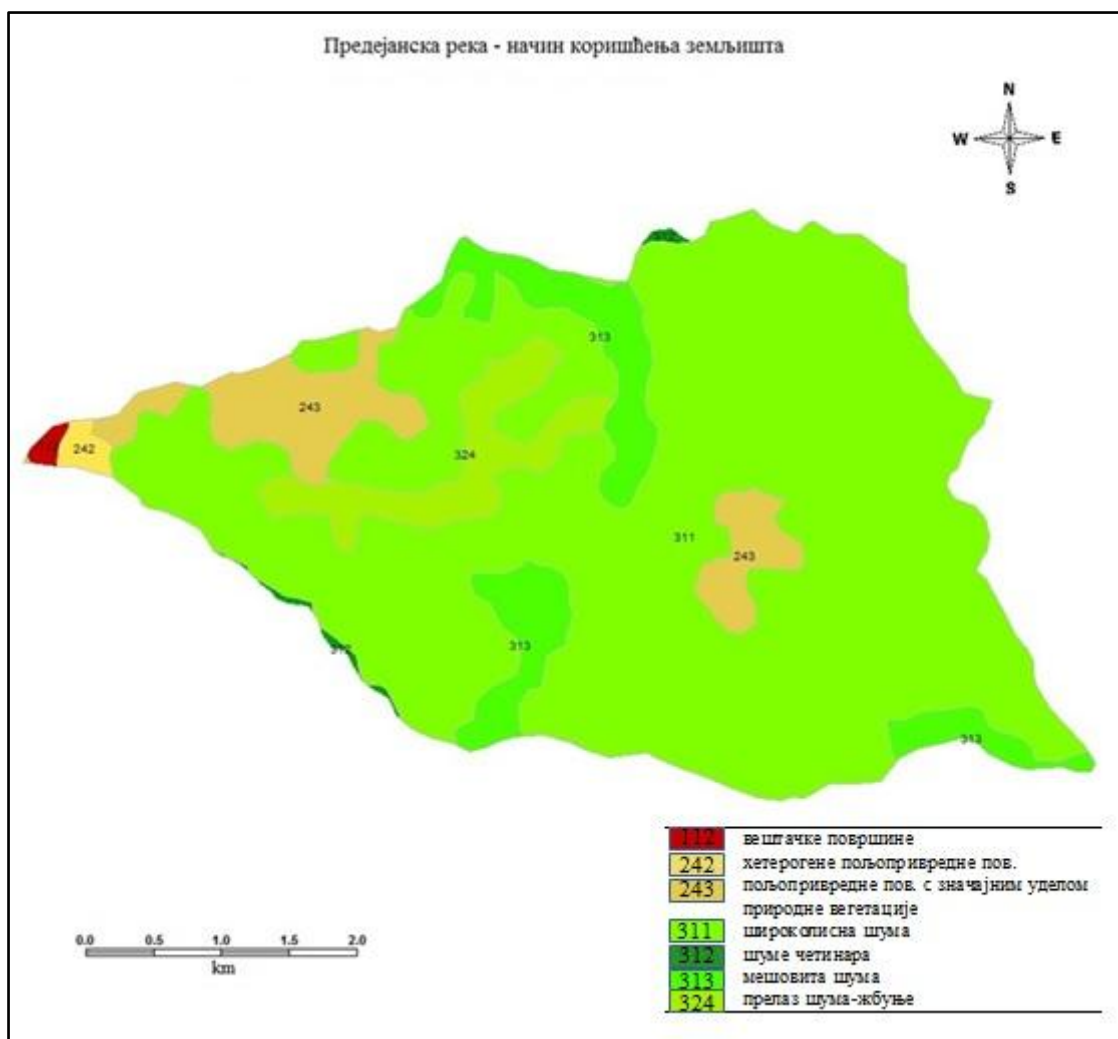 Предејанска река - начин коришћења земљишта
N
W E
S
313
243
242
324
311
243
312
313
313
112 вештачке површине
242 хетерогене пољопривредне пов.
243 пољопривредне пов. с значајним уделом
природне вегетације
311 широколисна шума
312 шуме четинара
313 мешовита шума
324 прелаз шума-жбуње
0.0 0.5 1.0 1.5 2.0
km